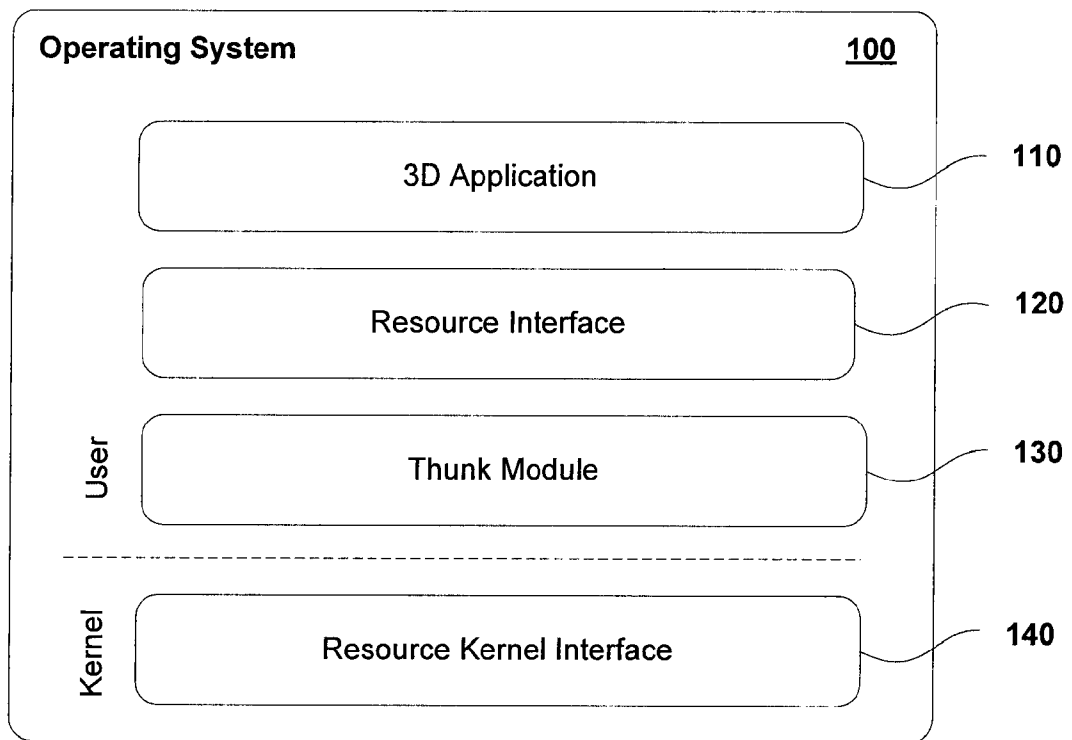 Operating System 100
3D Application 110
Resource Interface 120
User
Thunk Module 130
Kernel
Resource Kernel Interface 140